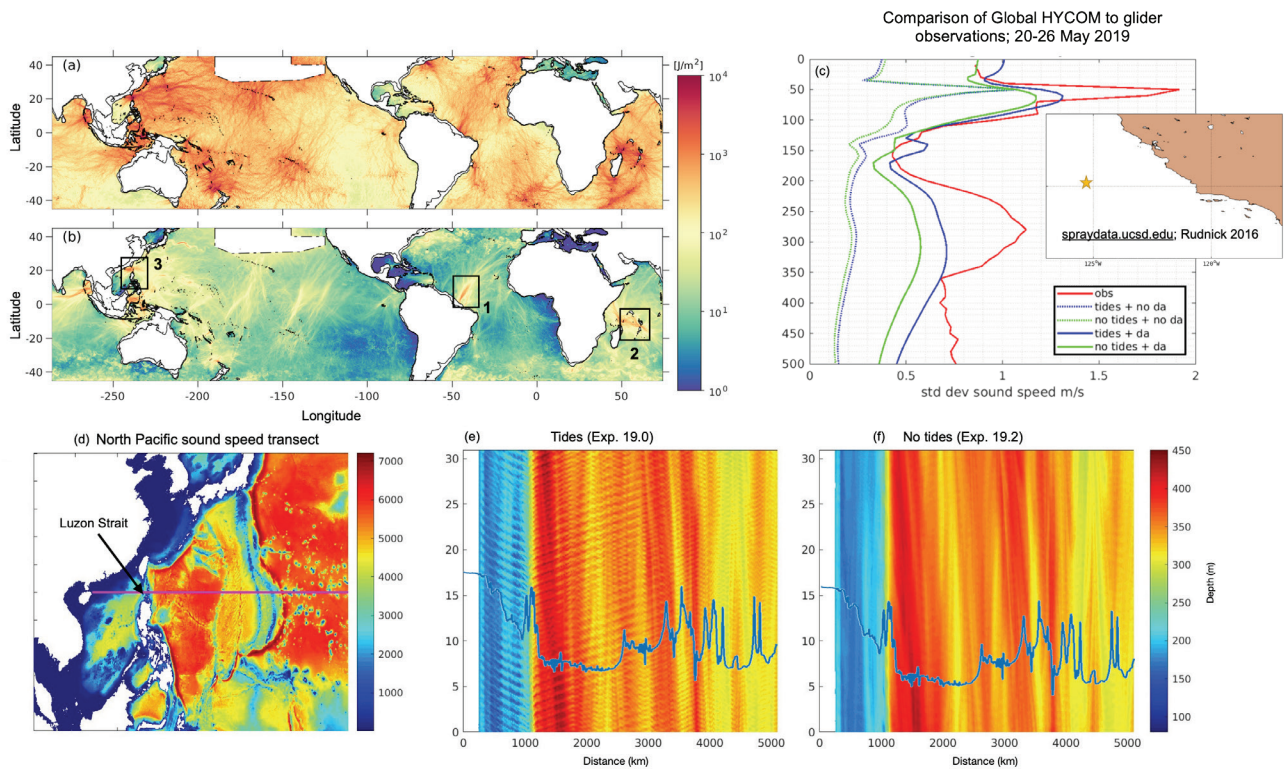 Comparison of Global HYCOM to glider
observations; 20-26 May 2019
(a)
[J/m²]
Latitude
40
20
0
-20
-40
10⁴
10³
10²
10¹
10⁰
(b)
Latitude
40
20
0
-20
-40
3
1
2
-250
-200
-150
-100
-50
0
50
Longitude
(c)
0
50
100
150
200
250
300
350
400
450
500
0
0.5
1
1.5
2
std dev sound speed m/s
spraydata.ucsd.edu; Rudnick 2016
125°W
120°W
obs
tides + no da
no tides + no da
tides + da
no tides + da
(d) North Pacific sound speed transect
Luzon Strait
7000
6000
5000
4000
3000
2000
1000
(e) Tides (Exp. 19.0)
30
25
20
15
10
5
0
0 1000 2000 3000 4000 5000
Distance (km)
(f) No tides (Exp. 19.2)
30
25
20
15
10
5
0
0 1000 2000 3000 4000 5000
Distance (km)
450
400
350
300
250
200
150
100
Depth (m)